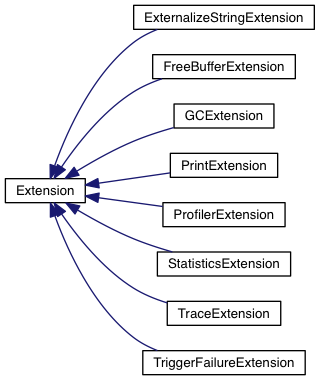 ExternalizeStringExtension
FreeBufferExtension
GCExtension
PrintExtension
Extension
ProfilerExtension
StatisticsExtension
TraceExtension
TriggerFailureExtension